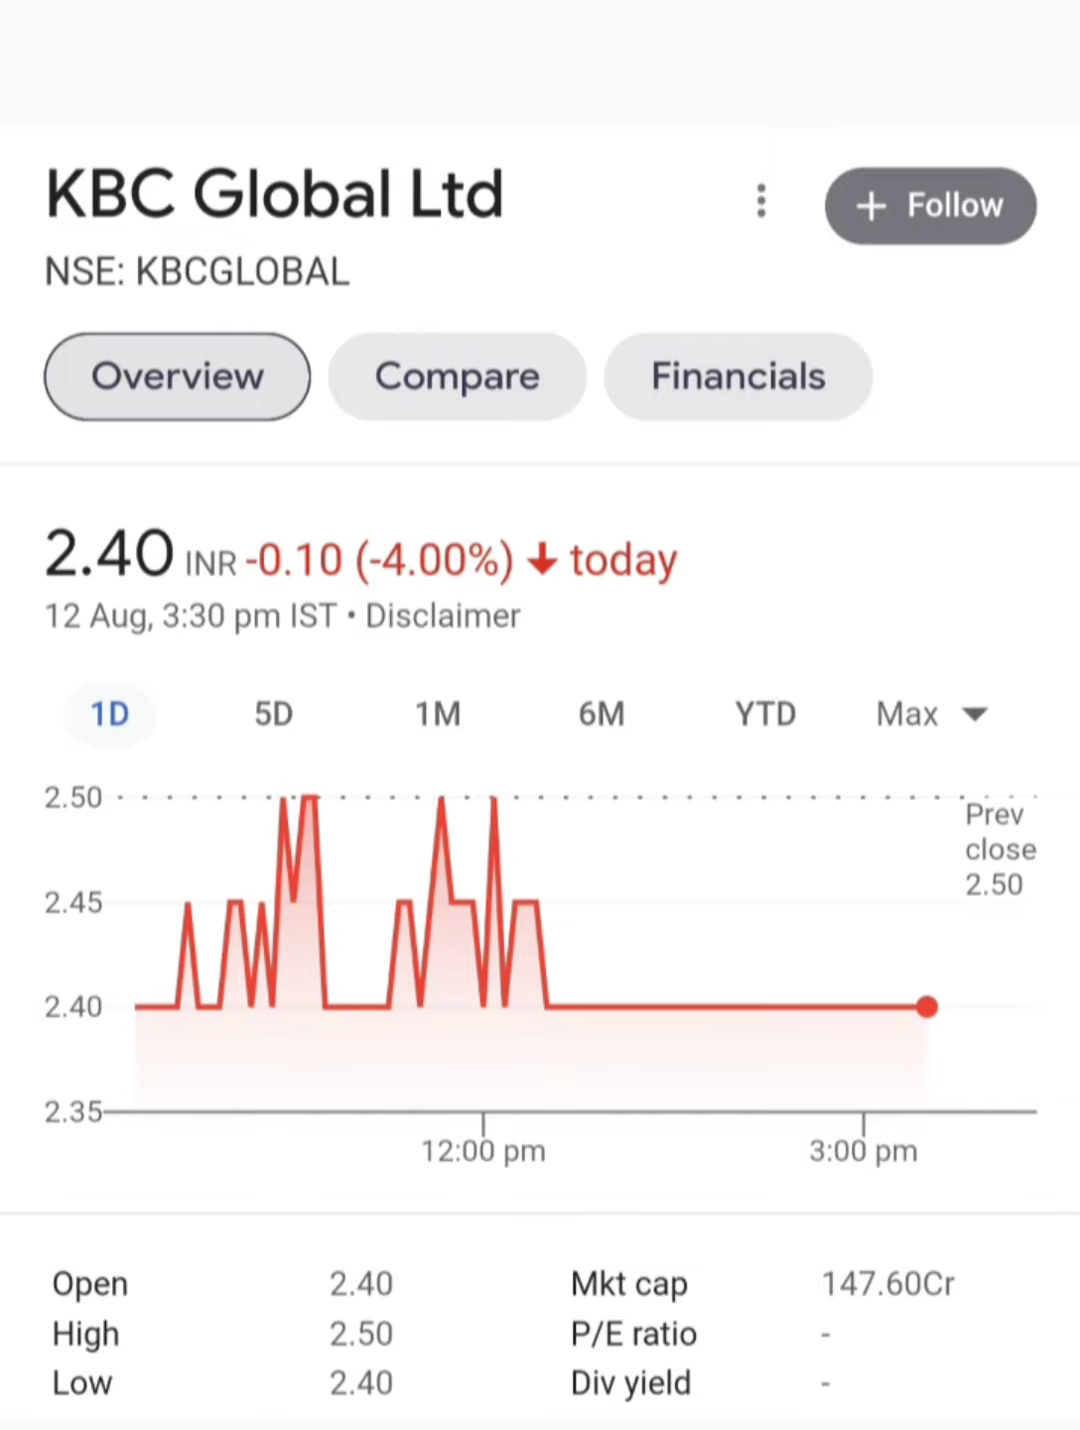 KBC Global Ltd
+ Follow
NSE: KBCGLOBAL
Overview Compare Financials
2.40 INR -0.10 (-4.00%) ↓ today
12 Aug, 3:30 pm IST • Disclaimer
1D 5D 1M 6M YTD Max
2.50
Prev
close
2.50
2.45
2.40
2.35
12:00 pm 3:00 pm
Open 2.40 Mkt cap 147.60Cr
High 2.50 P/E ratio -
Low 2.40 Div yield -